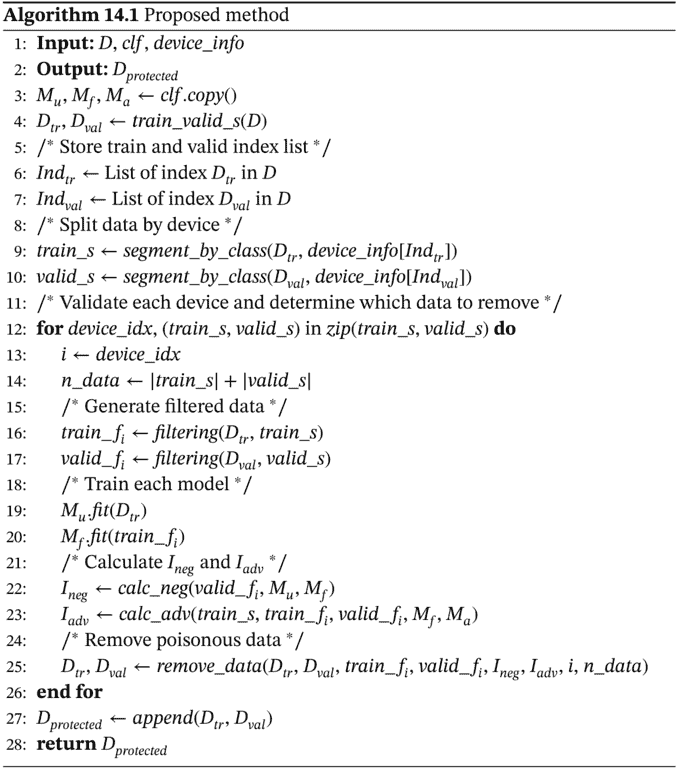 Algorithm 14.1 Proposed method
1: Input: D, clf, device_info
2: Output: D_protected
3: M_u, M_f, M_a ← clf.copy()
4: D_tr, D_val ← train_valid_s(D)
5: /* Store train and valid index list */
6: Ind_tr ← List of index D_tr in D
7: Ind_val ← List of index D_val in D
8: /* Split data by device */
9: train_s ← segment_by_class(D_tr, device_info[Ind_tr])
10: valid_s ← segment_by_class(D_val, device_info[Ind_val])
11: /* Validate each device and determine which data to remove */
12: for device_idx, (train_s, valid_s) in zip(train_s, valid_s) do
13: i ← device_idx
14: n_data ← |train_s| + |valid_s|
15: /* Generate filtered data */
16: train_f_i ← filtering(D_tr, train_s)
17: valid_f_i ← filtering(D_val, valid_s)
18: /* Train each model */
19: M_u.fit(D_tr)
20: M_f.fit(train_f_i)
21: /* Calculate I_neg and I_adv */
22: I_neg ← calc_neg(valid_f_i, M_u, M_f)
23: I_adv ← calc_adv(train_s, train_f_i, valid_f_i, M_f, M_a)
24: /* Remove poisonous data */
25: D_tr, D_val ← remove_data(D_tr, D_val, train_f_i, valid_f_i, I_neg, I_adv, i, n_data)
26: end for
27: D_protected ← append(D_tr, D_val)
28: return D_protected